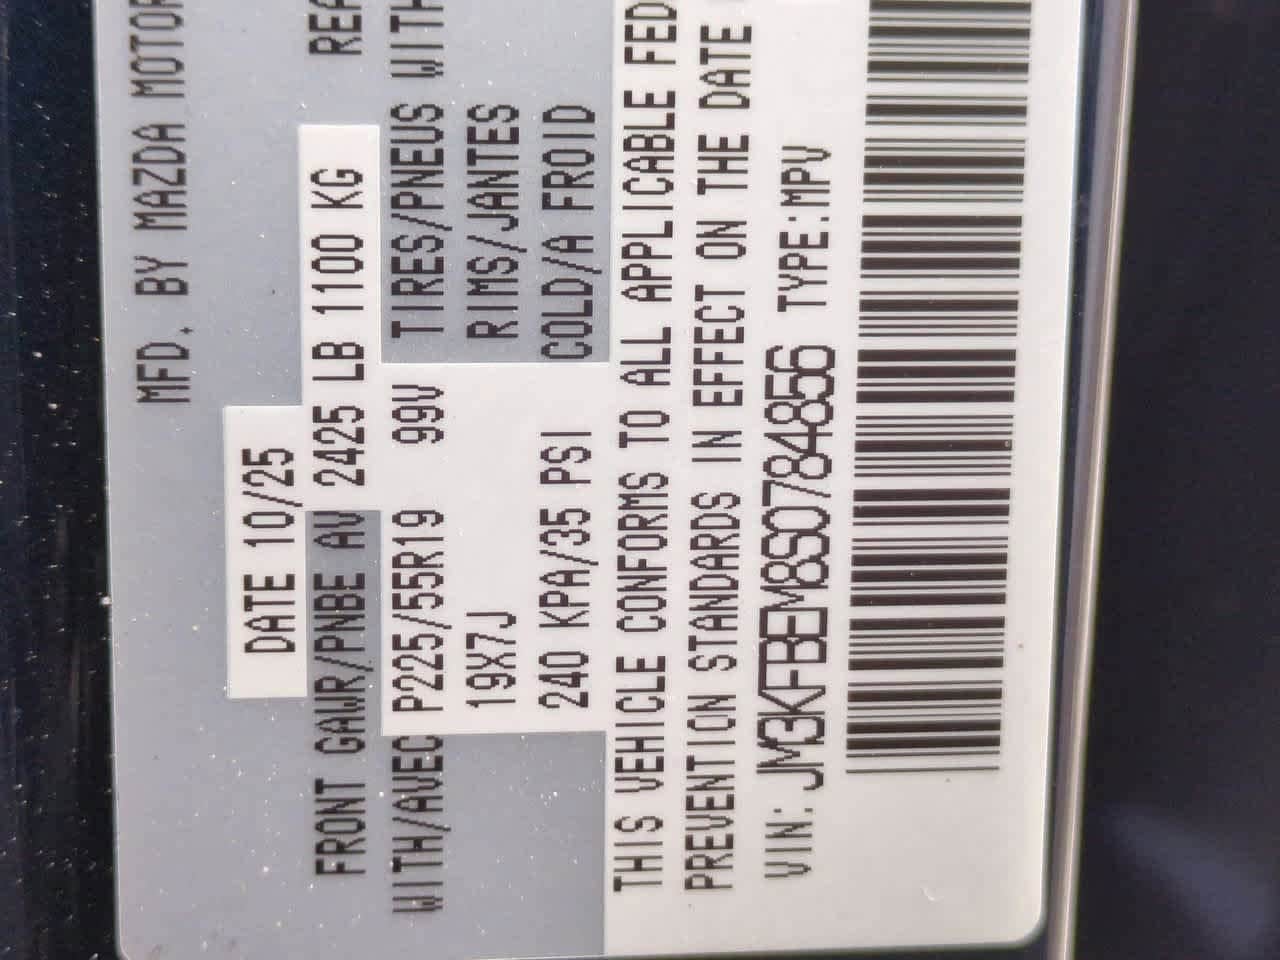 MFD. BY MAZDA MOTOR
DATE 10/25
FRONT GAWR/PNBE AV 2425 LB 1100 KG REA
WITH/AVEC P225/55R19 99V TIRES/PNEUS WITH
19X7J RIMS/JANTES
240 KPA/35 PSI COLD/A FROID
THIS VEHICLE CONFORMS TO ALL APPLICABLE FED
PREVENTION STANDARDS IN EFFECT ON THE DATE
VIN: JM3KFBEM8S0784856 TYPE:MPV